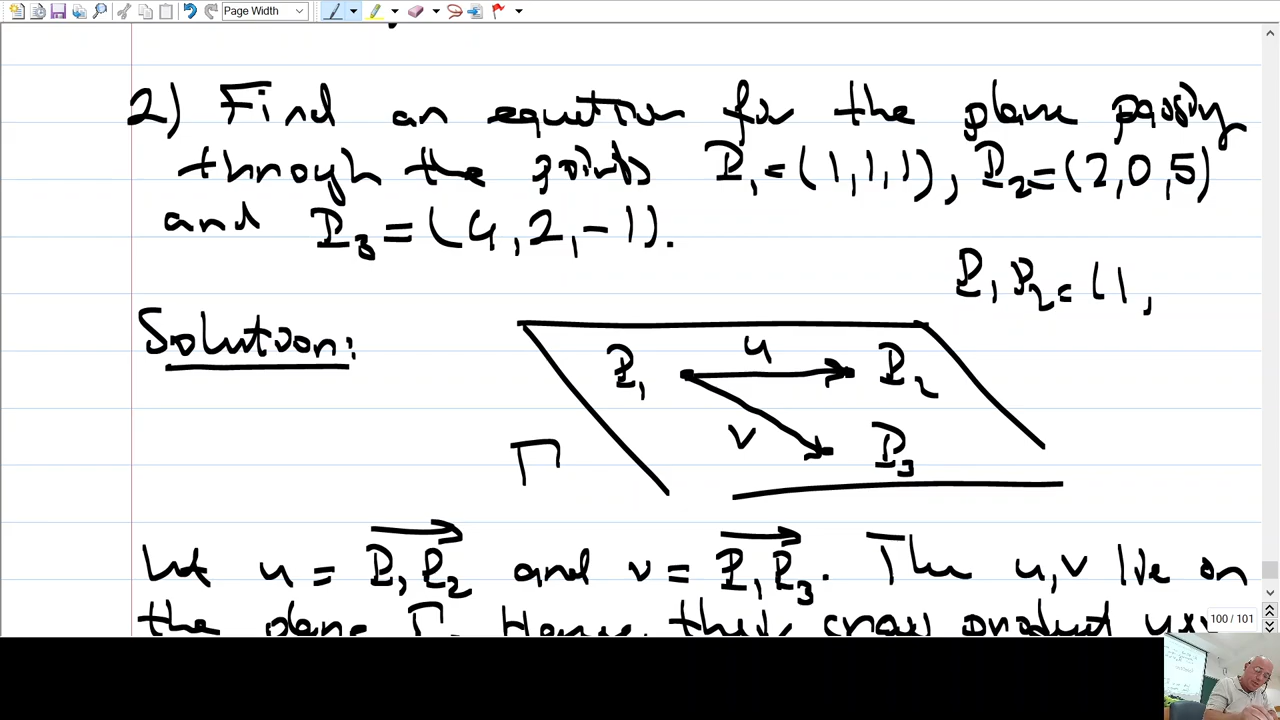 Page Width
2) Find an equation for the plane passing
through the points P₁=(1,1,1), P₂=(2,0,5)
and P₃=(4,2,-1).
P₁P₂=(1,
Solution:
u
P₁ P₂
v
P₃
Γ
Let u = P₁P₂ and v = P₁P₃. The u,v lie on
the plane Γ. Hence, their cross product uxv
100 / 101